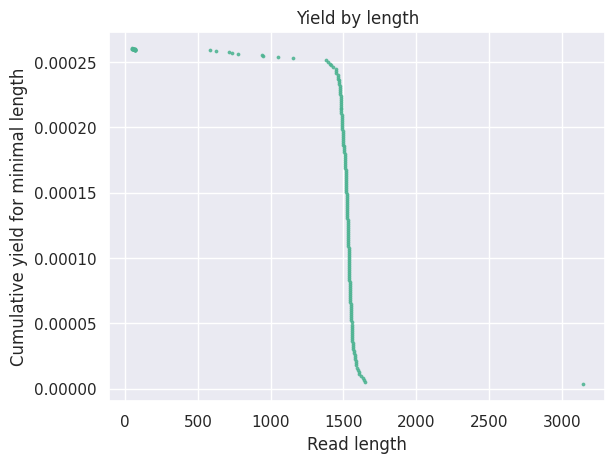 Yield by length
Cumulative yield for minimal length
0.00025
0.00020
0.00015
0.00010
0.00005
0.00000
0 500 1000 1500 2000 2500 3000
Read length